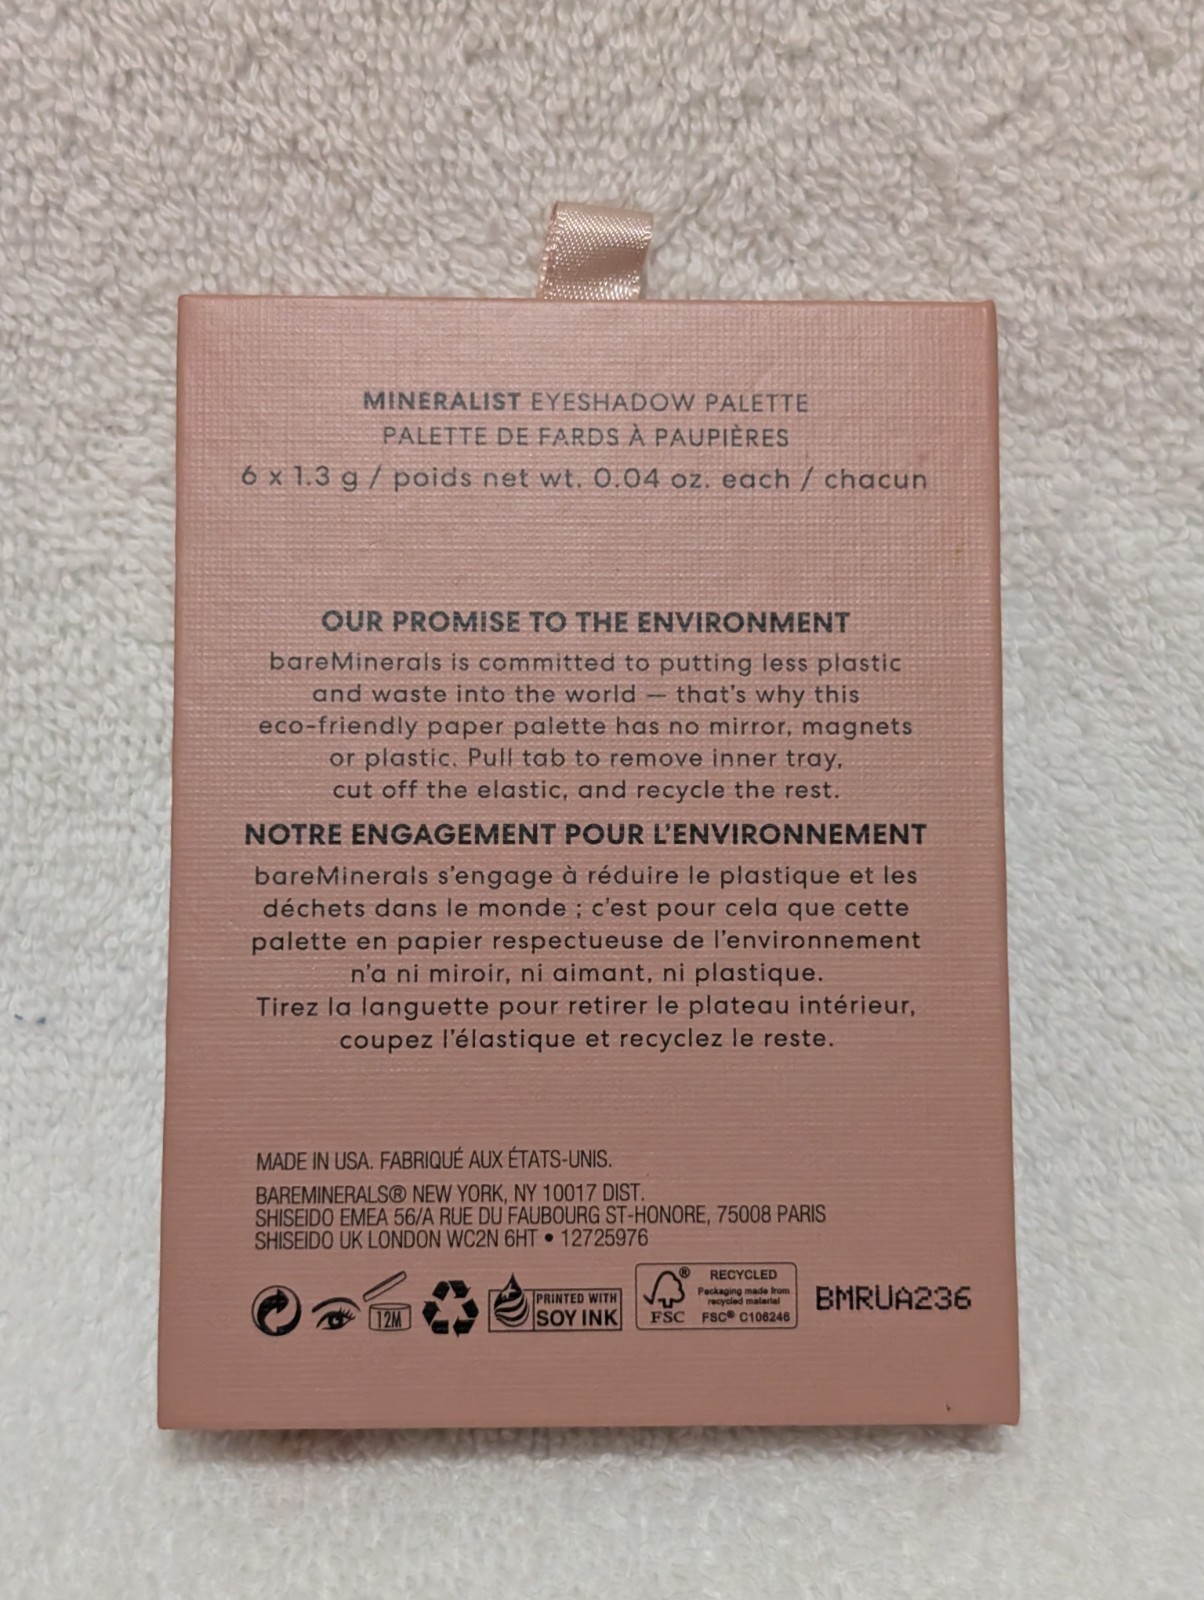 MINERALIST EYESHADOW PALETTE
PALETTE DE FARDS À PAUPIÈRES
6 x 1.3 g / poids net wt. 0.04 oz. each / chacun
OUR PROMISE TO THE ENVIRONMENT
bareMinerals is committed to putting less plastic
and waste into the world — that's why this
eco-friendly paper palette has no mirror, magnets
or plastic. Pull tab to remove inner tray,
cut off the elastic, and recycle the rest.
NOTRE ENGAGEMENT POUR L'ENVIRONNEMENT
bareMinerals s'engage à réduire le plastique et les
déchets dans le monde ; c'est pour cela que cette
palette en papier respectueuse de l'environnement
n'a ni miroir, ni aimant, ni plastique.
Tirez la languette pour retirer le plateau intérieur,
coupez l'élastique et recyclez le reste.
MADE IN USA. FABRIQUÉ AUX ÉTATS-UNIS.
BAREMINERALS® NEW YORK, NY 10017 DIST.
SHISEIDO EMEA 56/A RUE DU FAUBOURG ST-HONORE, 75008 PARIS
SHISEIDO UK LONDON WC2N 6HT • 12725976
12M
PRINTED WITH
SOY INK
®
FSC
RECYCLED
Packaging made from
recycled material
FSC® C106246
BMRUA236